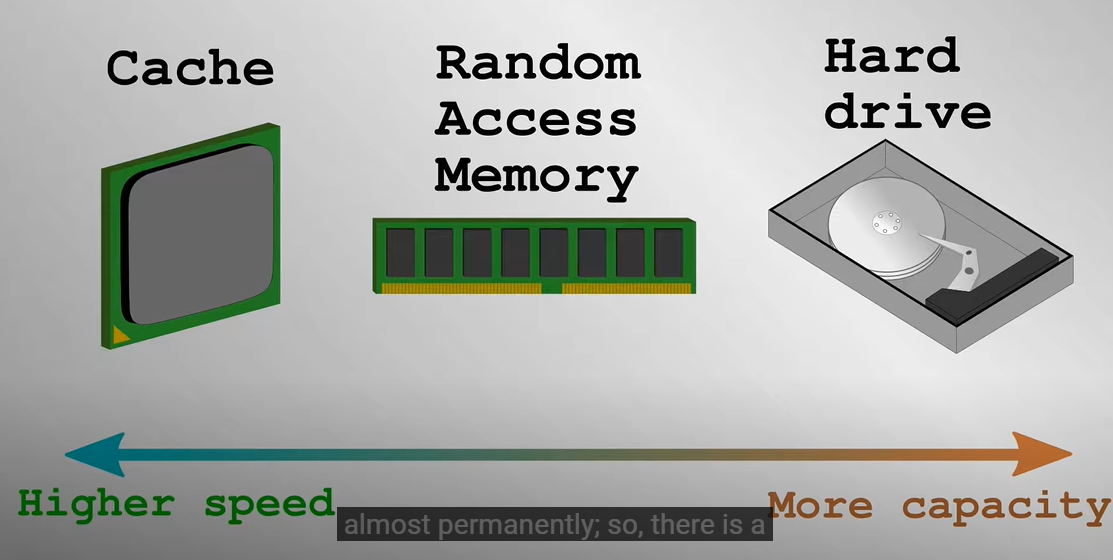 Cache
Random
Access
Memory
Hard
drive
Higher speed
More capacity
almost permanently; so, there is a